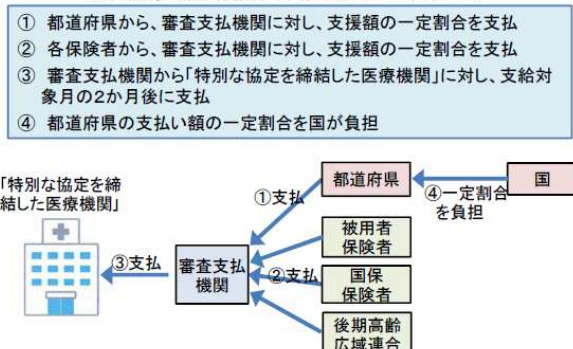 ① 都道府県から、審査支払機関に対し、支援額の一定割合を支払
② 各保険者から、審査支払機関に対し、支援額の一定割合を支払
③ 審査支払機関から「特別な協定を締結した医療機関」に対し、支給対
象月の2か月後に支払
④ 都道府県の支払い額の一定割合を国が負担
「特別な協定を締
結した医療機関」
③支払
審査支払
機関
①支払
②支払
都道府県
④一定割合
を負担
国
被用者
保険者
国保
保険者
後期高齢
広域連合